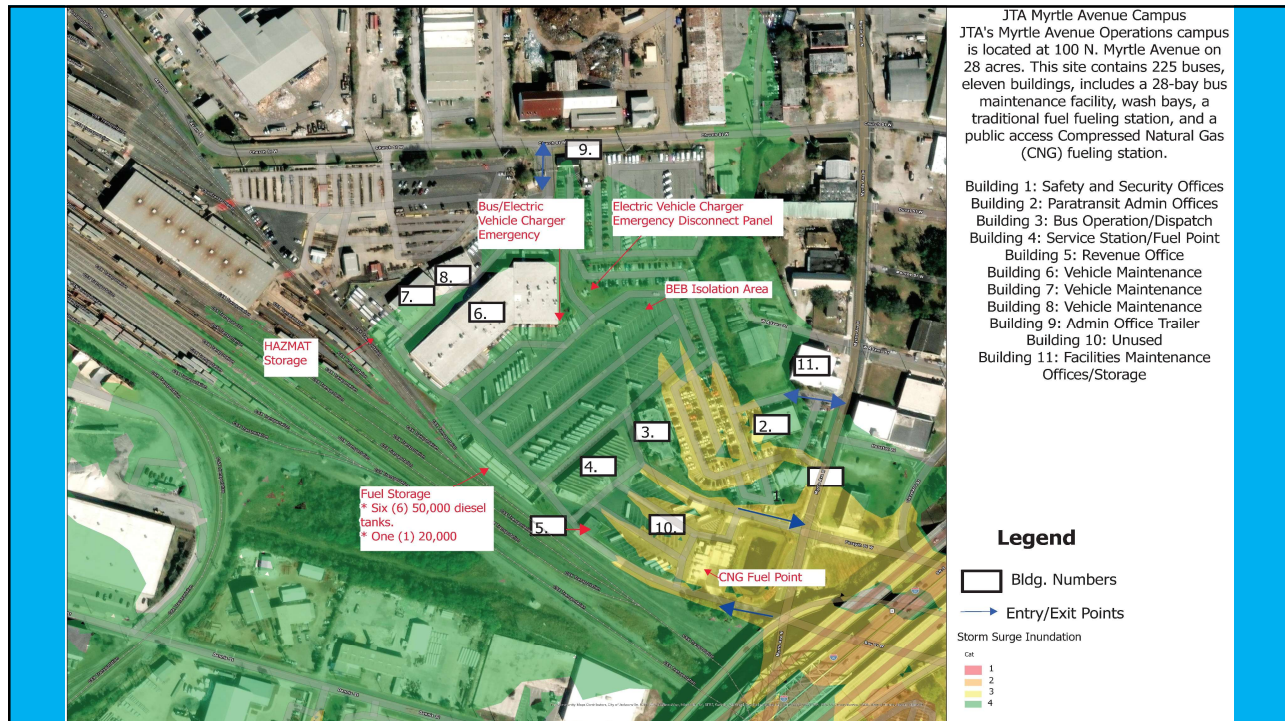 JTA Myrtle Avenue Campus
JTA's Myrtle Avenue Operations campus
is located at 100 N. Myrtle Avenue on
28 acres. This site contains 225 buses,
eleven buildings, includes a 28-bay bus
maintenance facility, wash bays, a
traditional fuel fueling station, and a
public access Compressed Natural Gas
(CNG) fueling station.
Building 1: Safety and Security Offices
Building 2: Paratransit Admin Offices
Building 3: Bus Operation/Dispatch
Building 4: Service Station/Fuel Point
Building 5: Revenue Office
Building 6: Vehicle Maintenance
Building 7: Vehicle Maintenance
Building 8: Vehicle Maintenance
Building 9: Admin Office Trailer
Building 10: Unused
Building 11: Facilities Maintenance
Offices/Storage
Legend
Bldg. Numbers
Entry/Exit Points
Storm Surge Inundation
Cat
1
2
3
4
Church St W
Church St W
Church St W
9.
Bus/Electric
Vehicle Charger
Emergency
Electric Vehicle Charger
Emergency Disconnect Panel
BEB Isolation Area
8.
7.
6.
HAZMAT
Storage
11.
3.
2.
4.
Fuel Storage
* Six (6) 50,000 diesel
tanks.
* One (1) 20,000
5.
10.
CNG Fuel Point
Forsyth St W